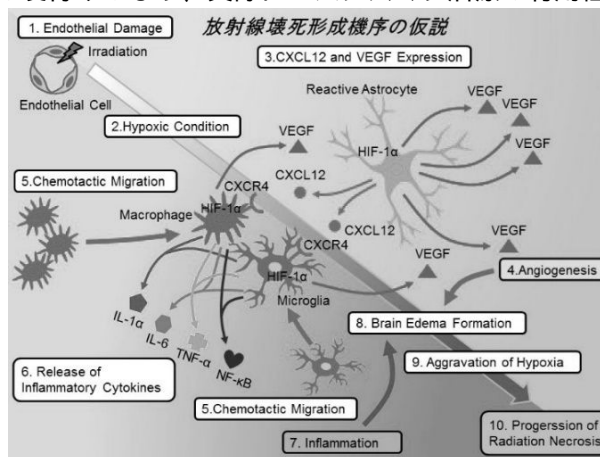 放射線壊死形成機序の仮説
1. Endothelial Damage
Irradiation
Endothelial Cell
2.Hypoxic Condition
3.CXCL12 and VEGF Expression
Reactive Astrocyte
VEGF
VEGF
VEGF
VEGF
HIF-1α
CXCL12
CXCR4
5.Chemotactic Migration
Macrophage
HIF-1α
CXCL12
CXCR4
VEGF
VEGF
HIF-1α
4.Angiogenesis
Microglia
IL-1α
IL-6
TNF-α
NF-κB
8. Brain Edema Formation
9. Aggravation of Hypoxia
6. Release of
Inflammatory Cytokines
5.Chemotactic Migration
7. Inflammation
10. Progerssion of
Radiation Necrosis